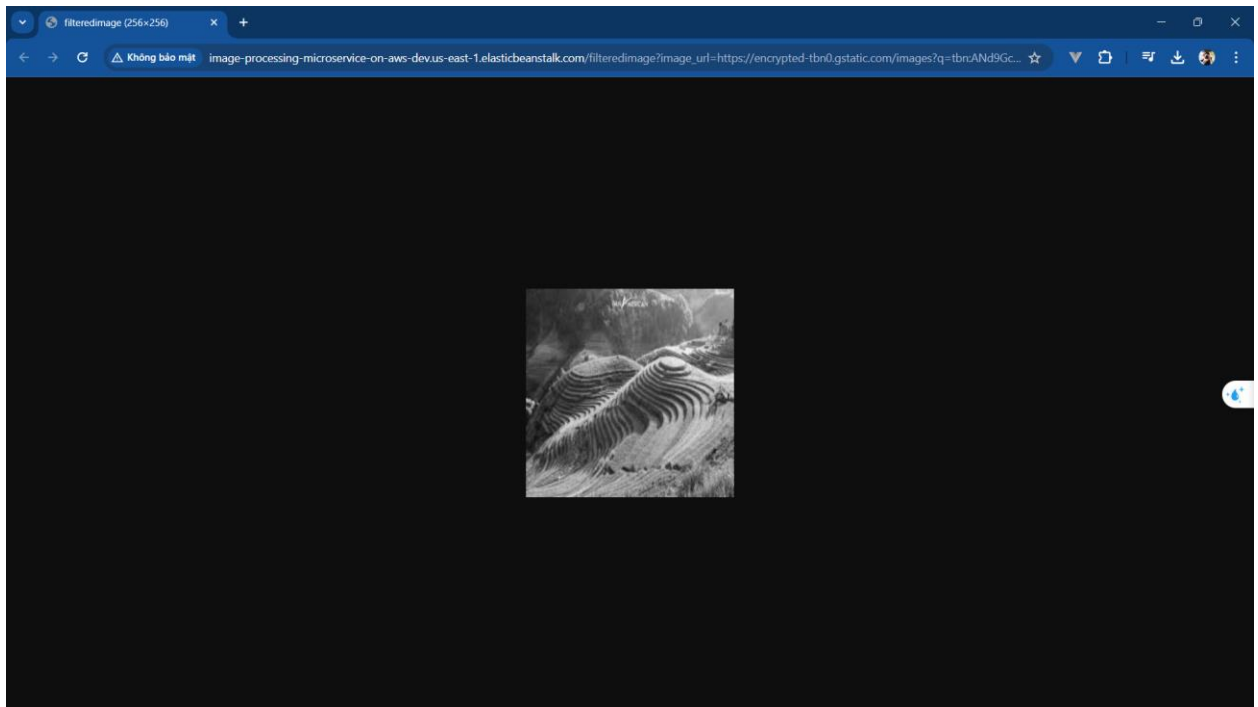 filteredimage (256×256)
Không bảo mật image-processing-microservice-on-aws-dev.us-east-1.elasticbeanstalk.com/filteredimage?image_url=https://encrypted-tbn0.gstatic.com/images?q=tbn:ANd9Gc...